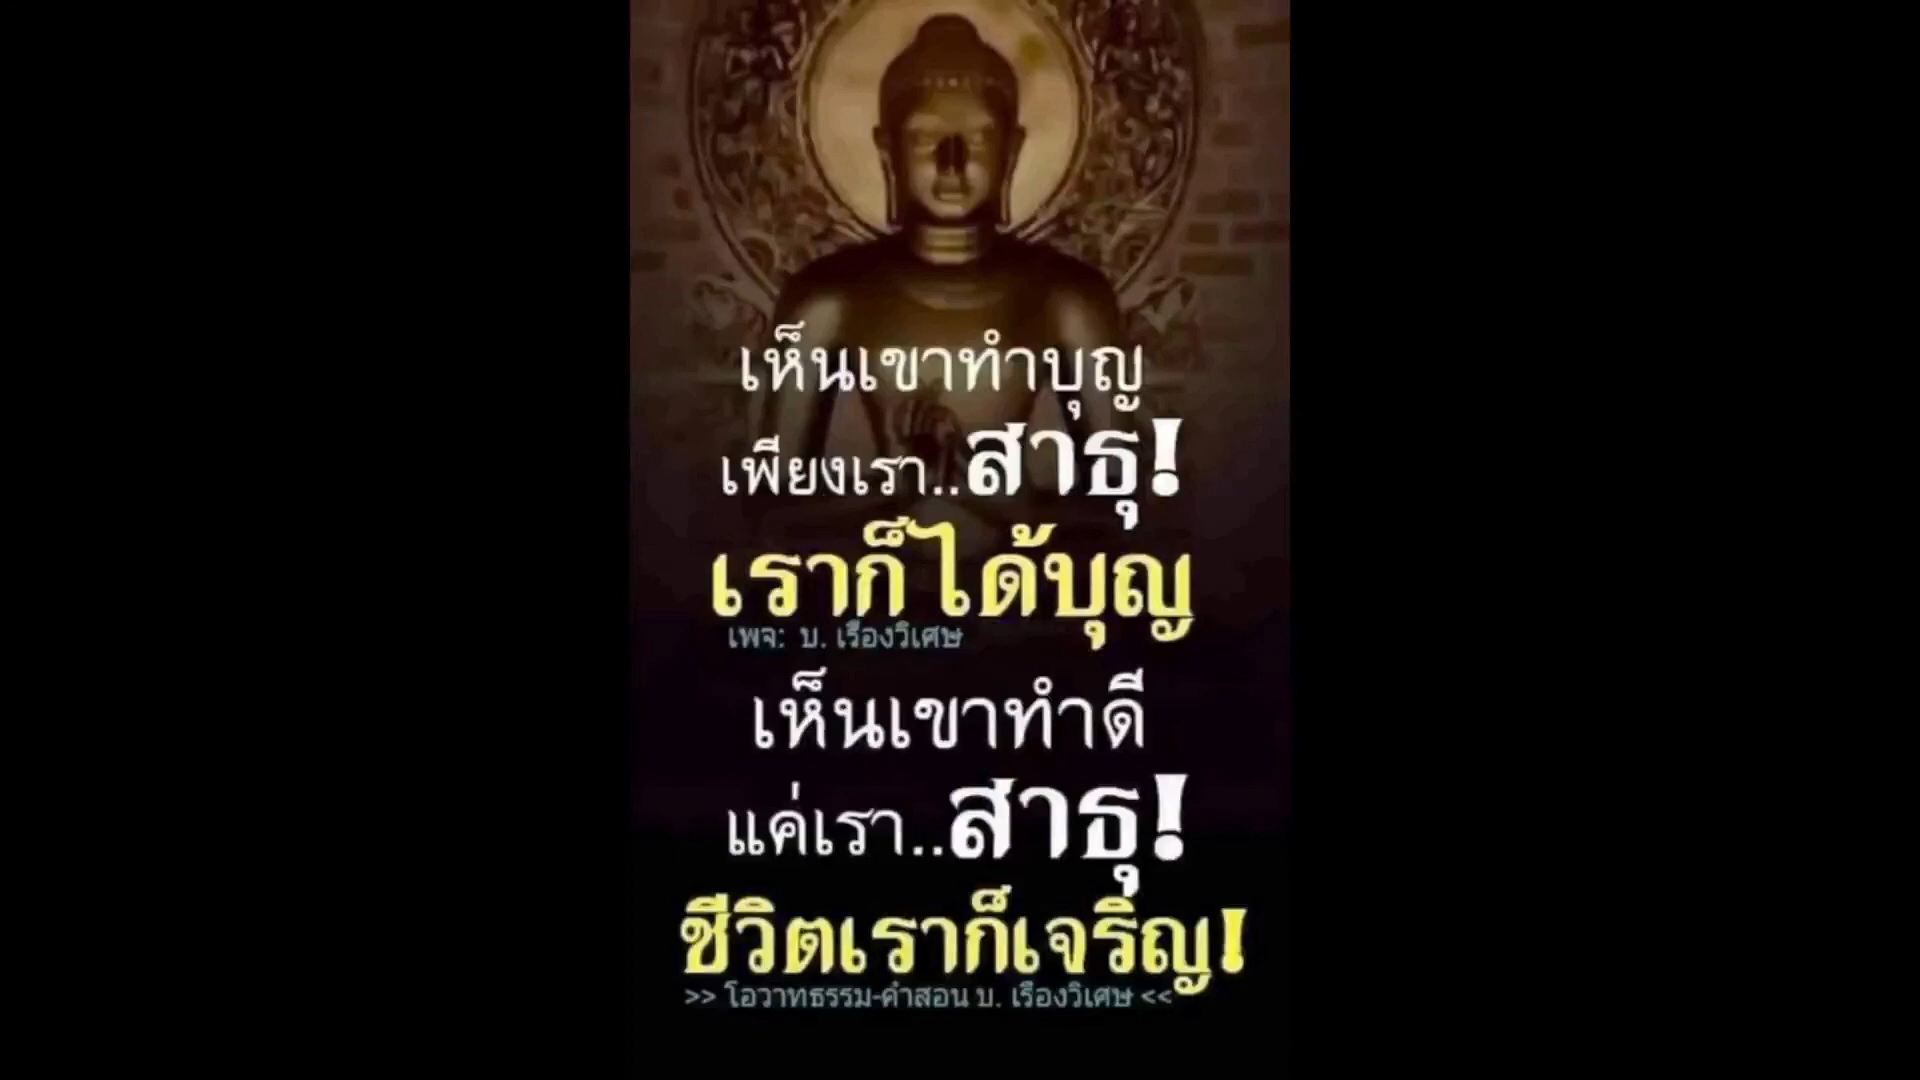 เห็นเขาทำบุญ
เพียงเรา..สาธุ!
เราก็ได้บุญ
เพจ: บ. เรืองวิเศษ
เห็นเขาทำดี
แค่เรา..สาธุ!
ชีวิตเราก็เจริญ!
>> โอวาทธรรม-คำสอน บ. เรืองวิเศษ <<